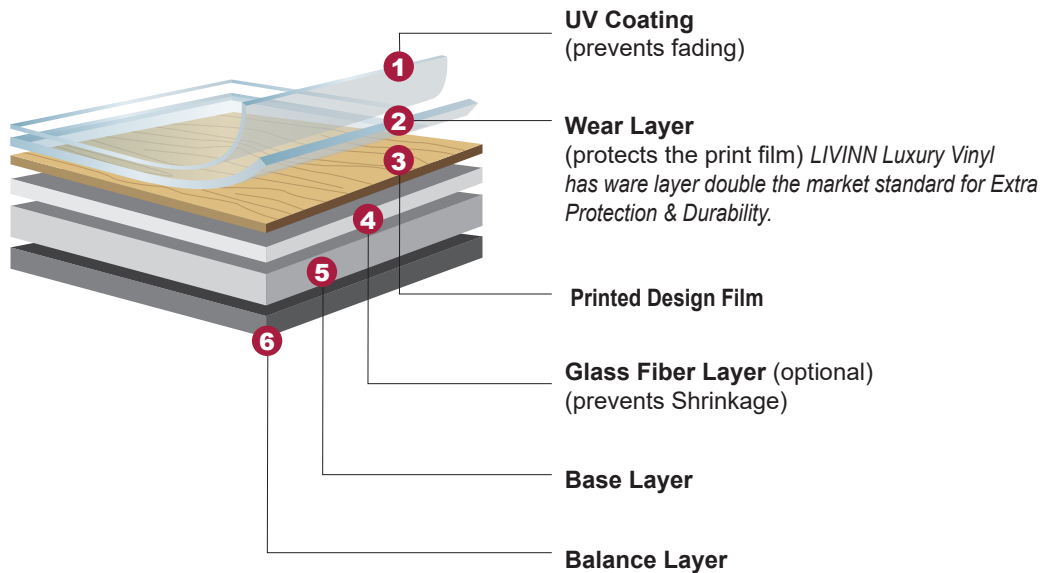 UV Coating
(prevents fading)
1
2
Wear Layer
(protects the print film) LIVINN Luxury Vinyl
has ware layer double the market standard for Extra
Protection & Durability.
3
Printed Design Film
4
Glass Fiber Layer (optional)
(prevents Shrinkage)
5
Base Layer
6
Balance Layer